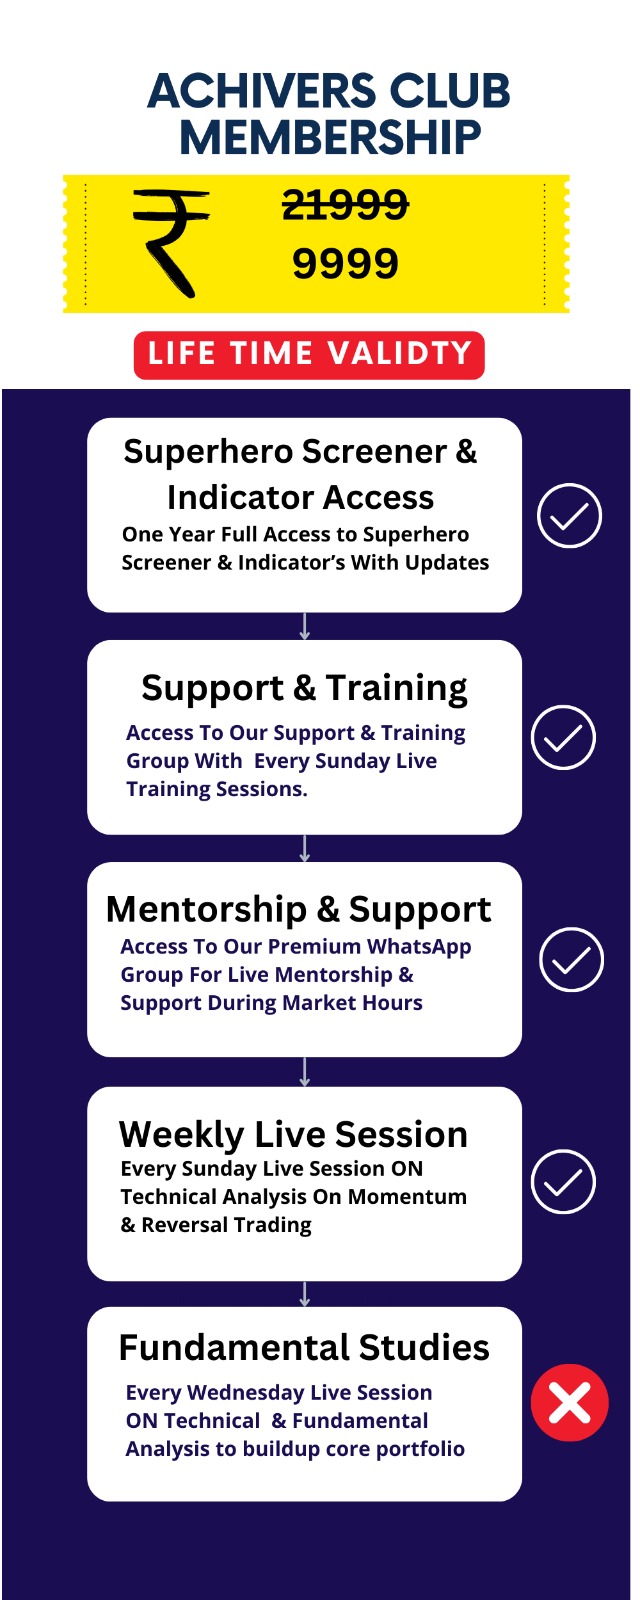 ACHIVERS CLUB
MEMBERSHIP
₹
21999
9999
LIFE TIME VALIDTY
Superhero Screener &
Indicator Access
One Year Full Access to Superhero
Screener & Indicator’s With Updates
Support & Training
Access To Our Support & Training
Group With  Every Sunday Live
Training Sessions.
Mentorship & Support
Access To Our Premium WhatsApp
Group For Live Mentorship &
Support During Market Hours
Weekly Live Session
Every Sunday Live Session ON
Technical Analysis On Momentum
& Reversal Trading
Fundamental Studies
Every Wednesday Live Session
ON Technical  & Fundamental
Analysis to buildup core portfolio